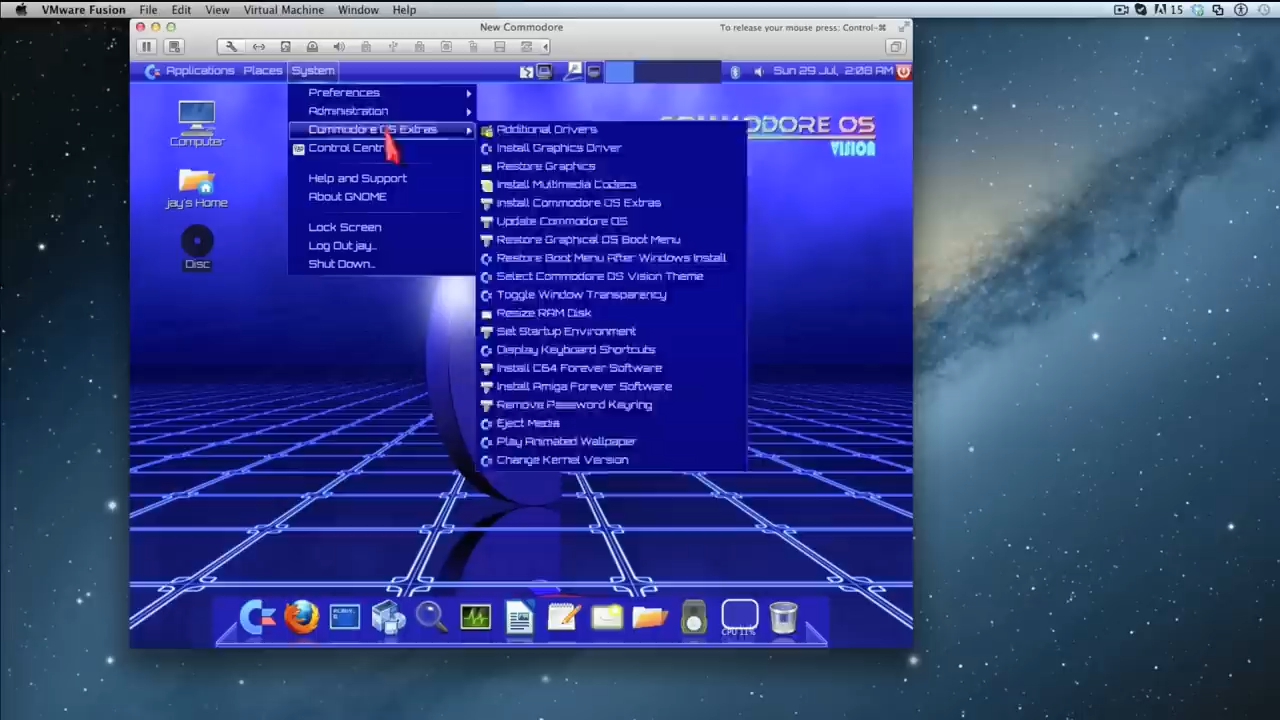 VMware Fusion File Edit View Virtual Machine Window Help 15
New Commodore To release your mouse press: Control-⌘
Applications Places System Sun 29 Jul, 2:08 AM
Computer
jay's Home
Disc
Preferences
Administration
Commodore OS Extras
Control Cent
Help and Support
About GNOME
Lock Screen
Log Out jay...
Shut Down...
Additional Drivers
Install Graphics Driver
Restore Graphics
Install Multimedia Codecs
Install Commodore OS Extras
Update Commodore OS
Restore Graphical OS Boot Menu
Restore Boot Menu After Windows Install
Select Commodore OS Vision Theme
Toggle Window Transparency
Resize RAM Disk
Set Startup Environment
Display Keyboard Shortcuts
Install C64 Forever Software
Install Amiga Forever Software
Remove Password Keyring
Eject Media
Play Animated Wallpaper
Change Kernel Version
COMMODORE OS
VISION
CPU 11%